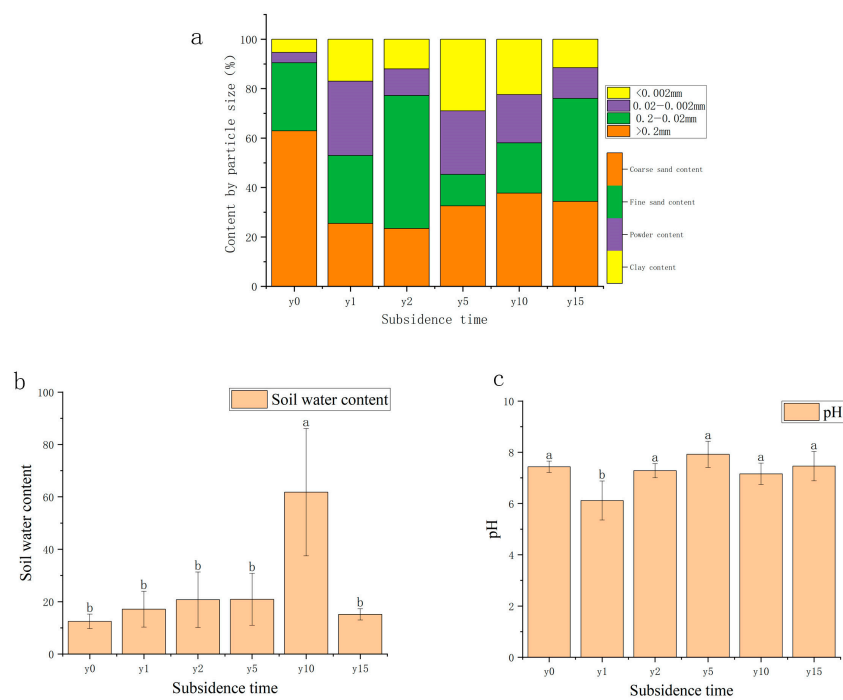 a
Content by particle size (%)
100
80
60
40
20
0
y0 y1 y2 y5 y10 y15
Subsidence time
<0.002mm
0.02-0.002mm
0.2-0.02mm
>0.2mm
Coarse sand content
Fine sand content
Powder content
Clay content
b
Soil water content
Soil water content
100
80
60
40
20
0
b b b b a b
y0 y1 y2 y5 y10 y15
Subsidence time
c
pH
pH
10
8
6
4
2
0
a b a a a a
y0 y1 y2 y5 y10 y15
Subsidence time